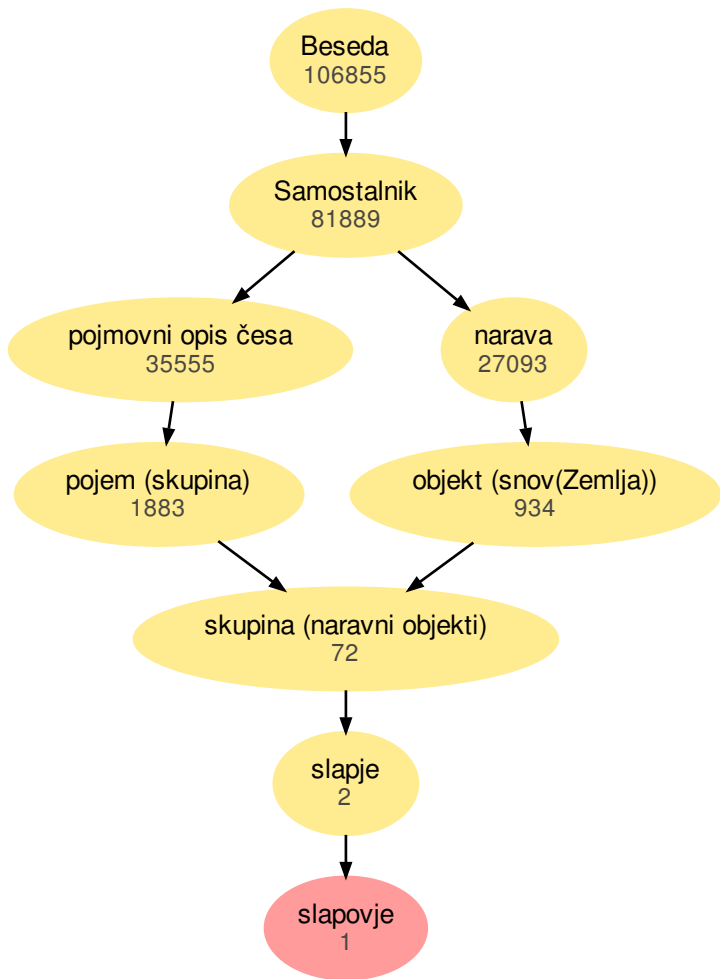 Beseda
106855
Samostalnik
81889
pojmovni opis česa
35555
narava
27093
pojem (skupina)
1883
objekt (snov(Zemlja))
934
skupina (naravni objekti)
72
slapje
2
slapovje
1